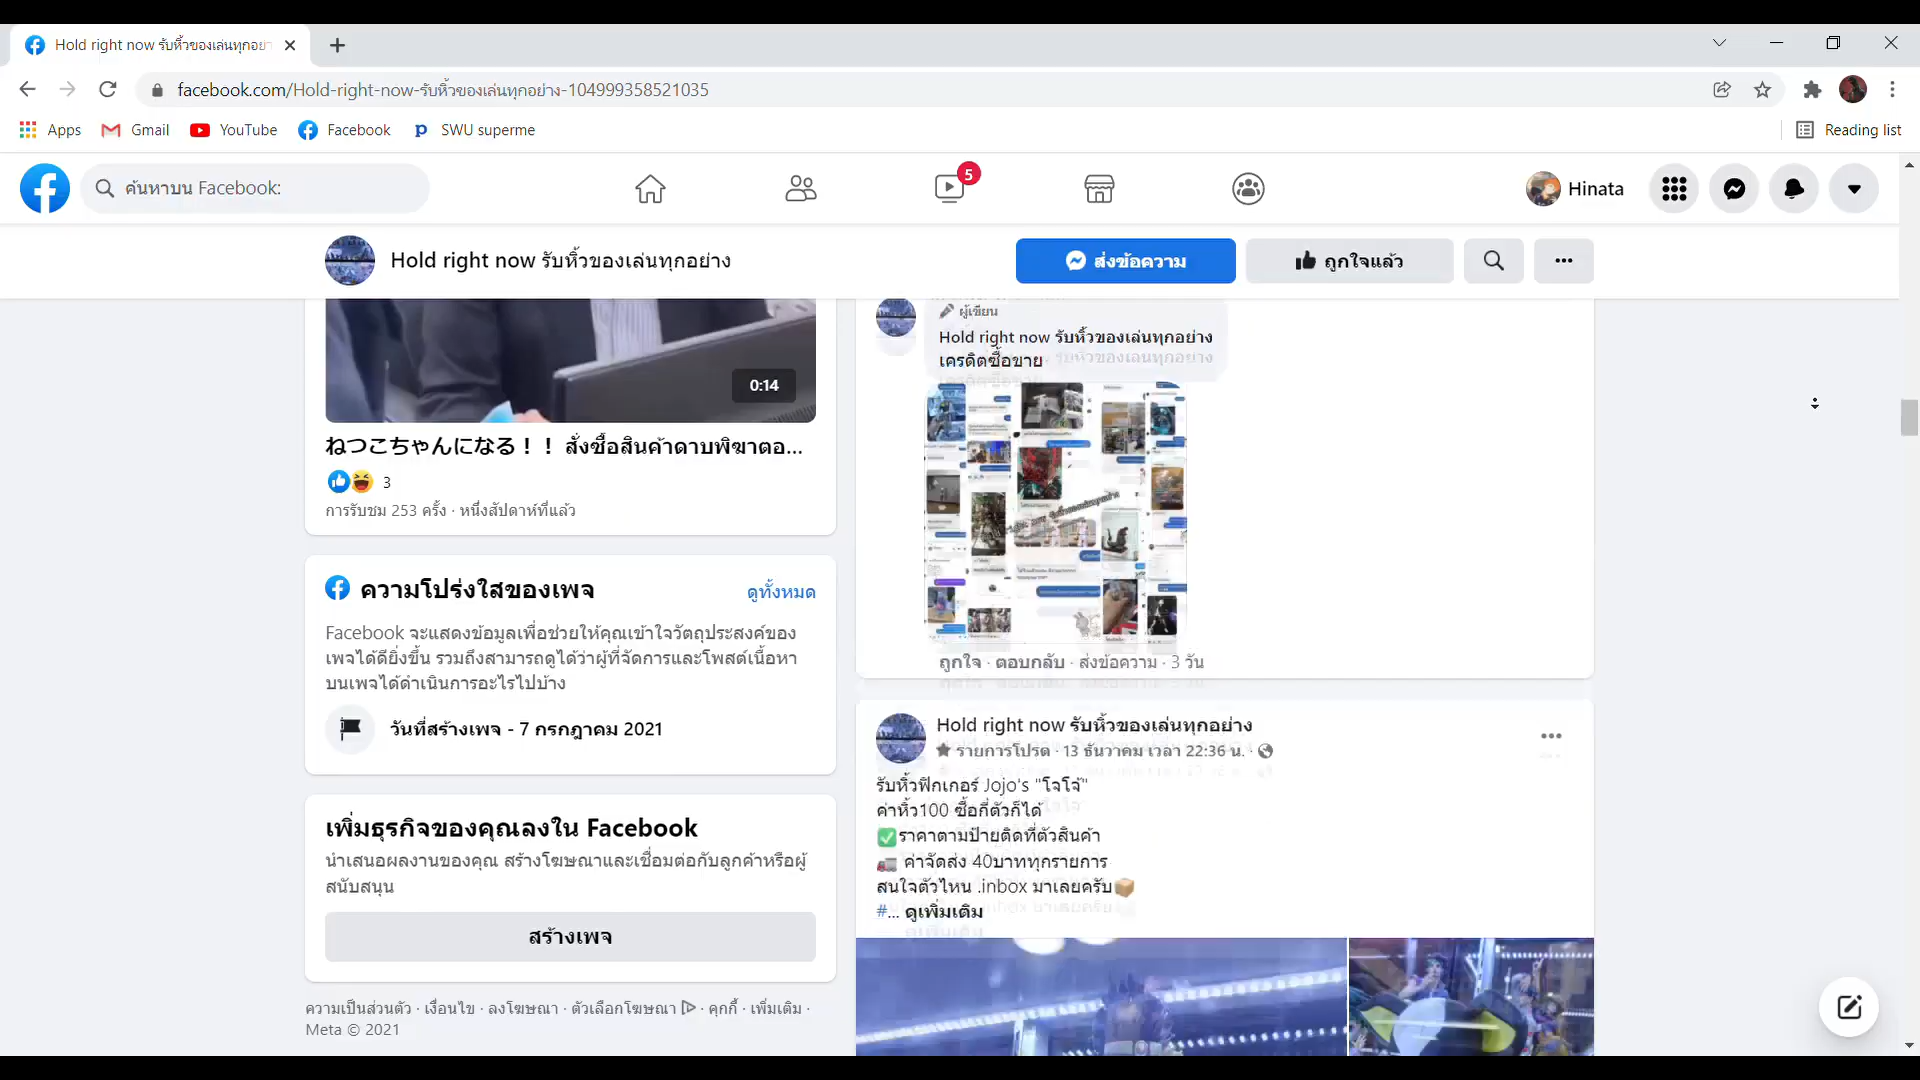 Hold right now รับหิ้วของเล่นทุกอย่า
facebook.com/Hold-right-now-รับหิ้วของเล่นทุกอย่าง-104999358521035
Apps
Gmail
YouTube
Facebook
SWU superme
Reading list
ค้นหาบน Facebook:
5
Hinata
Hold right now รับหิ้วของเล่นทุกอย่าง
ส่งข้อความ
ถูกใจแล้ว
0:14
ねつこちゃんになる！！ สั่งซื้อสินค้าดาบพิฆาตอ...
3
การรับชม 253 ครั้ง · หนึ่งสัปดาห์ที่แล้ว
ความโปร่งใสของเพจ
ดูทั้งหมด
Facebook จะแสดงข้อมูลเพื่อช่วยให้คุณเข้าใจวัตถุประสงค์ของ
เพจได้ดียิ่งขึ้น รวมถึงสามารถดูได้ว่าผู้ที่จัดการและโพสต์เนื้อหา
บนเพจได้ดำเนินการอะไรไปบ้าง
วันที่สร้างเพจ - 7 กรกฎาคม 2021
เพิ่มธุรกิจของคุณลงใน Facebook
นำเสนอผลงานของคุณ สร้างโฆษณาและเชื่อมต่อกับลูกค้าหรือผู้
สนับสนุน
สร้างเพจ
ความเป็นส่วนตัว · เงื่อนไข · ลงโฆษณา · ตัวเลือกโฆษณา · คุกกี้ · เพิ่มเติม ·
Meta © 2021
ผู้เขียน
Hold right now รับหิ้วของเล่นทุกอย่าง
เครดิตซื้อขาย
ถูกใจ · ตอบกลับ · ส่งข้อความ · 3 วัน
Hold right now รับหิ้วของเล่นทุกอย่าง
รายการโปรด · 13 ธันวาคม เวลา 22:36 น. ·
รับหิ้วฟิกเกอร์ Jojo's "โจโจ้"
ค่าหิ้ว100 ซื้อกี่ตัวก็ได้
✅ราคาตามป้ายติดที่ตัวสินค้า
🚛 ค่าจัดส่ง 40บาททุกรายการ
สนใจตัวไหน .inbox มาเลยครับ📦
#... ดูเพิ่มเติม